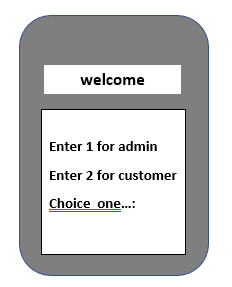 welcome
Enter 1 for admin
Enter 2 for customer
Choice one…: